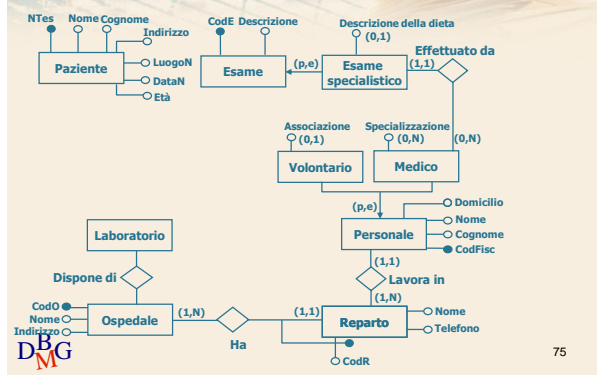 NTes Nome Cognome
Indirizzo
Paziente
LuogoN
DataN
Età
CodE Descrizione
Esame
(p,e)
Descrizione della dieta
(0,1)
Esame
specialistico
(1,1)
Effettuato da
(0,N)
Associazione
(0,1)
Volontario
Specializzazione
(0,N)
Medico
(p,e)
Personale
Domicilio
Nome
Cognome
CodFisc
(1,1)
Lavora in
(1,N)
Laboratorio
Dispone di
CodO
Nome
Indirizzo
Ospedale
(1,N)
Ha
(1,1)
Reparto
Nome
Telefono
CodR
DBMG
75